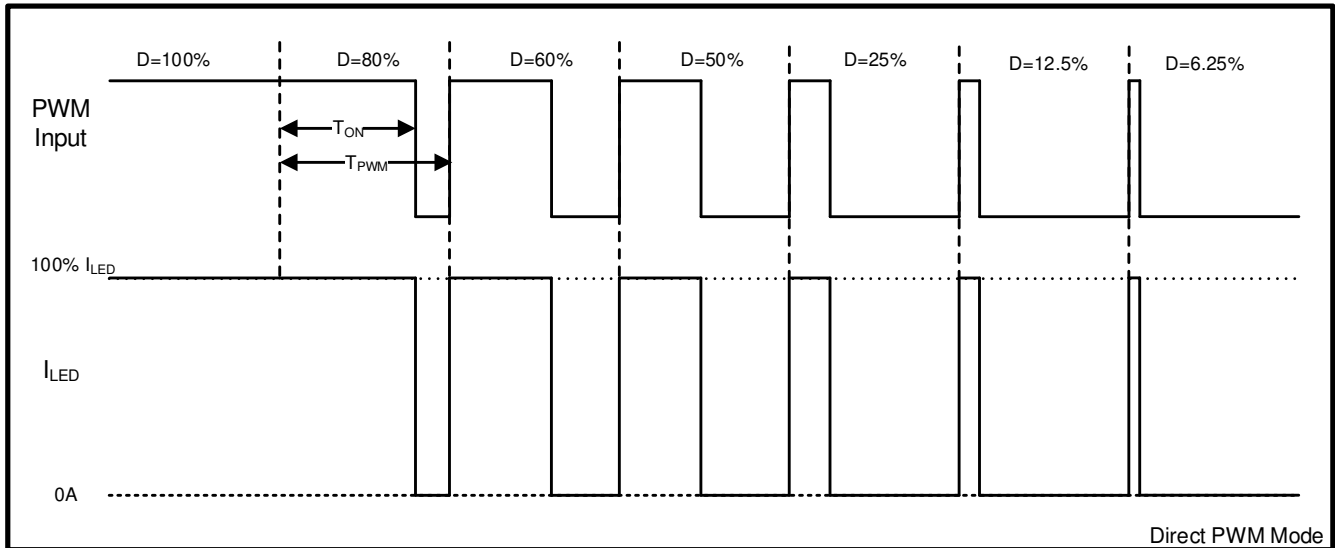 D=100% D=80% D=60% D=50% D=25% D=12.5% D=6.25%
PWM
Input
TON
TPWM
100% ILED
ILED
0A
Direct PWM Mode